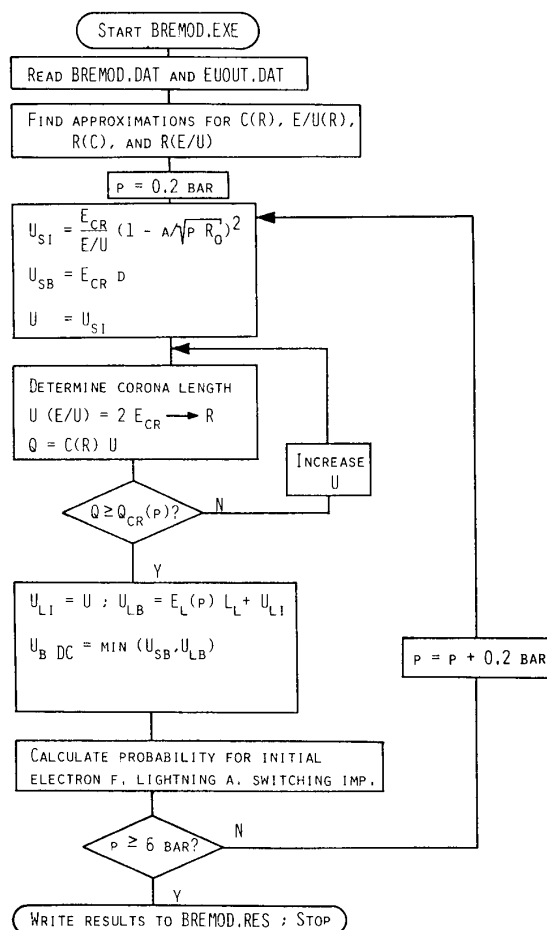 START BREMOD.EXE
READ BREMOD.DAT AND EUOUT.DAT
FIND APPROXIMATIONS FOR C(R), E/U(R),
R(C), AND R(E/U)
P = 0.2 BAR
U_SI = E_CR / E/U (1 - A/√P R_0)^2
U_SB = E_CR D
U = U_SI
DETERMINE CORONA LENGTH
U (E/U) = 2 E_CR → R
Q = C(R) U
INCREASE
U
Q ≥ Q_CR(P)?
N
Y
U_LI = U ; U_LB = E_L(P) L_L + U_LI
U_B DC = MIN (U_SB,U_LB)
P = P + 0.2 BAR
CALCULATE PROBABILITY FOR INITIAL
ELECTRON F. LIGHTNING A. SWITCHING IMP.
P ≥ 6 BAR?
N
Y
WRITE RESULTS TO BREMOD.RES ; STOP